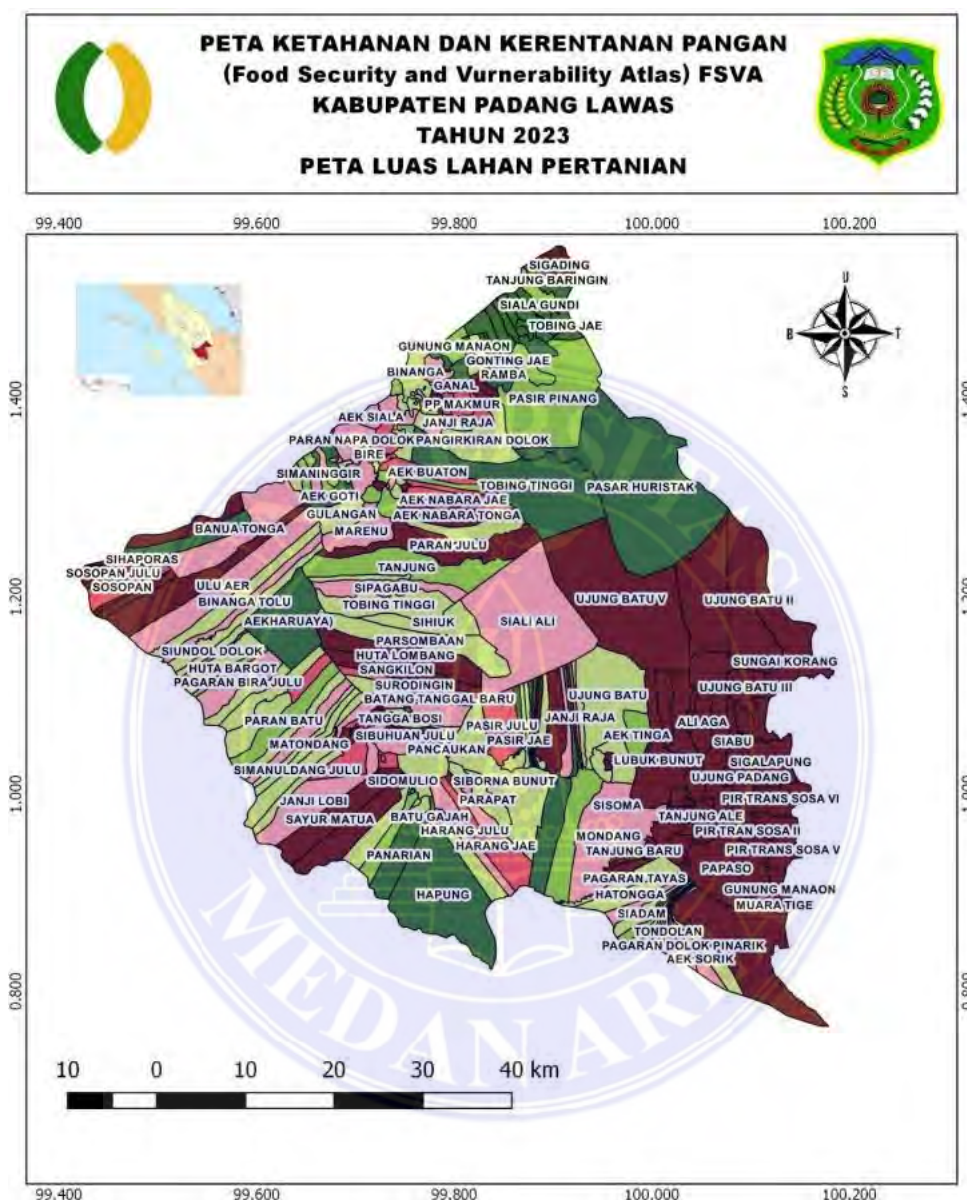 PETA KETAHANAN DAN KERENTANAN PANGAN
(Food Security and Vurnerability Atlas) FSVA
KABUPATEN PADANG LAWAS
TAHUN 2023
PETA LUAS LAHAN PERTANIAN
99.400 99.600 99.800 100.000 100.200
U
B T
S
SIGADING
TANJUNG BARINGIN
SIALA GUNDI
TOBING JAE
GUNUNG MANAON
GONTING JAE
BINANGA RAMBA
GANAL
PP MAKMUR PASIR PINANG
1.400 1.400
AEK SIALA JANJI RAJA
PARAN NAPA DOLOK PANGIRKIRAN DOLOK
BIRE
SIMANINGGIR AEK BUATON
TOBING TINGGI PASAR HURISTAK
AEK GOTI AEK NABARA JAE
GULANGAN AEK NABARA TONGA
BANUA TONGA MARENU
PARAN JULU
SIHAPORAS
SOSOPAN JULU TANJUNG
SOSOPAN ULU AER SIPAGABU
1.200 1.200
BINANGA TOLU TOBING TINGGI UJUNG BATU V UJUNG BATU II
AEKHARUAYA) SIHIUK SIALI ALI
PARSOMBAAN
SIUNDOL DOLOK HUTA LOMBANG
HUTA BARGOT SANGKILON SUNGAI KORANG
PAGARAN BIRA JULU SURODINGIN UJUNG BATU III
BATANG TANGGAL BARU UJUNG BATU
PARAN BATU TANGGA BOSI PASIR JULU JANJI RAJA ALI AGA
MATONDANG SIBUHUAN JULU PASIR JAE AEK TINGA SIABU
PANCAUKAN LUBUK BUNUT SIGALAPUNG
SIMANULDANG JULU SIDOMULIO SIBORNA BUNUT UJUNG PADANG
1.000 1.000
JANJI LOBI PARAPAT SISOMA PIR TRANS SOSA VI
SAYUR MATUA BATU GAJAH TANJUNG ALE
HARANG JULU MONDANG PIR TRAN SOSA II
PANARIAN HARANG JAE TANJUNG BARU PIR TRANS SOSA V
PAPASO
HAPUNG PAGARAN TAYAS
HATONGGA GUNUNG MANAON
SIADAM MUARA TIGE
TONDOLAN
PAGARAN DOLOK PINARIK
AEK SORIK
0.800 0.800
MEDAN AREA
10 0 10 20 30 40 km
99.400 99.600 99.800 100.000 100.200